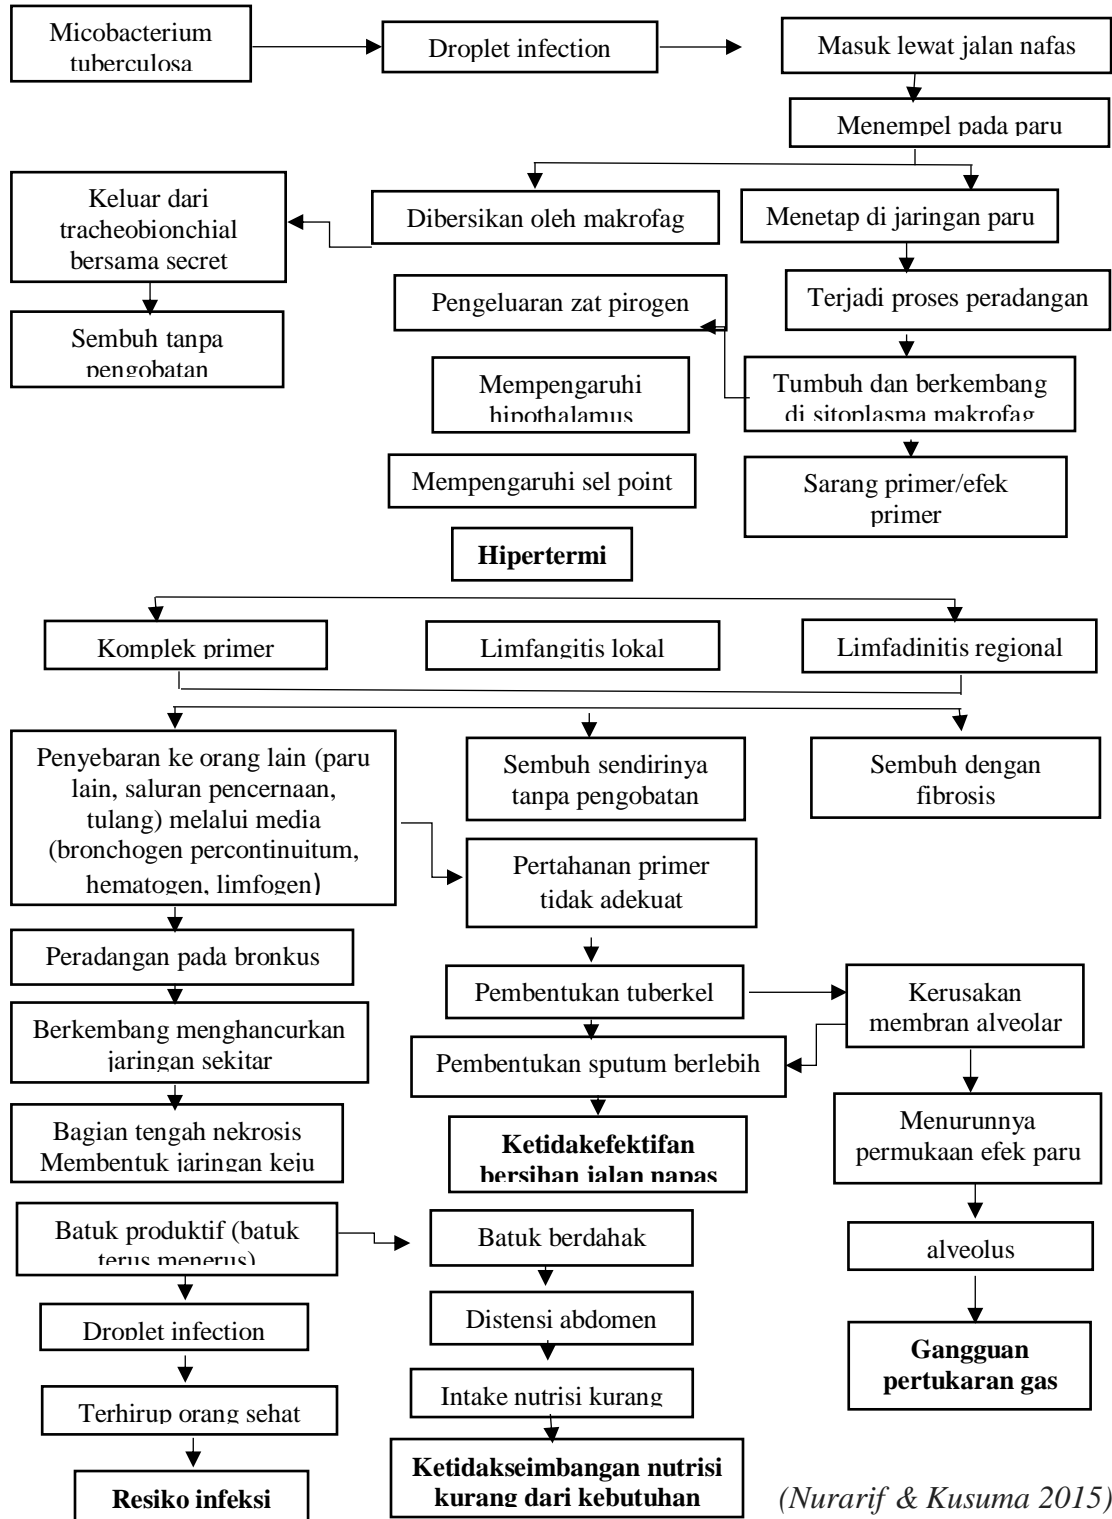 Micobacterium
tuberculosa
Droplet infection
Masuk lewat jalan nafas
Menempel pada paru
Keluar dari
tracheobionchial
bersama secret
Dibersikan oleh makrofag
Menetap di jaringan paru
Sembuh tanpa
pengobatan
Pengeluaran zat pirogen
Terjadi proses peradangan
Mempengaruhi
hipothalamus
Tumbuh dan berkembang
di sitoplasma makrofag
Mempengaruhi sel point
Sarang primer/efek
primer
Hipertermi
Komplek primer
Limfangitis lokal
Limfadinitis regional
Penyebaran ke orang lain (paru
lain, saluran pencernaan,
tulang) melalui media
(bronchogen percontinuitum,
hematogen, limfogen)
Sembuh sendirinya
tanpa pengobatan
Sembuh dengan
fibrosis
Pertahanan primer
tidak adekuat
Peradangan pada bronkus
Pembentukan tuberkel
Kerusakan
membran alveolar
Berkembang menghancurkan
jaringan sekitar
Pembentukan sputum berlebih
Bagian tengah nekrosis
Membentuk jaringan keju
Ketidakefektifan
bersihan jalan napas
Menurunnya
permukaan efek paru
Batuk produktif (batuk
terus menerus)
Batuk berdahak
alveolus
Droplet infection
Distensi abdomen
Gangguan
pertukaran gas
Terhirup orang sehat
Intake nutrisi kurang
Resiko infeksi
Ketidakseimbangan nutrisi
kurang dari kebutuhan
(Nurarif & Kusuma 2015)